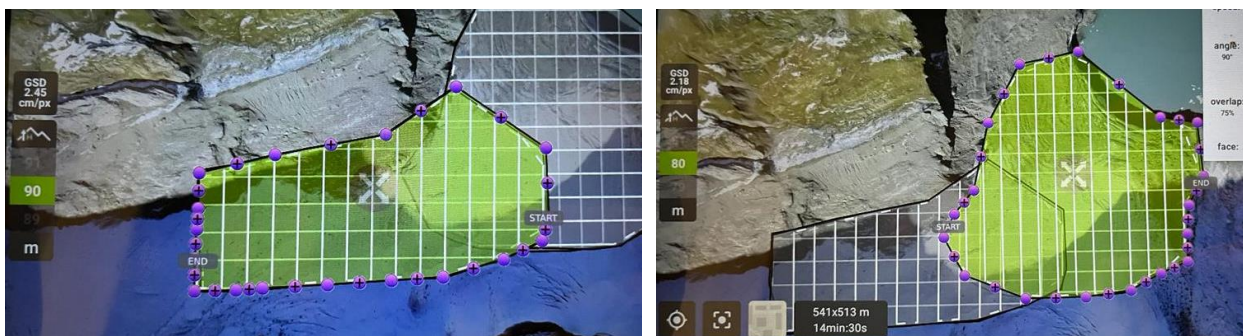 GSD
2.45
cm/px
90
89
m
END
START
GSD
2.18
cm/px
80
m
START
END
angle:
90°
overlap:
75%
face:
541x513 m
14min:30s